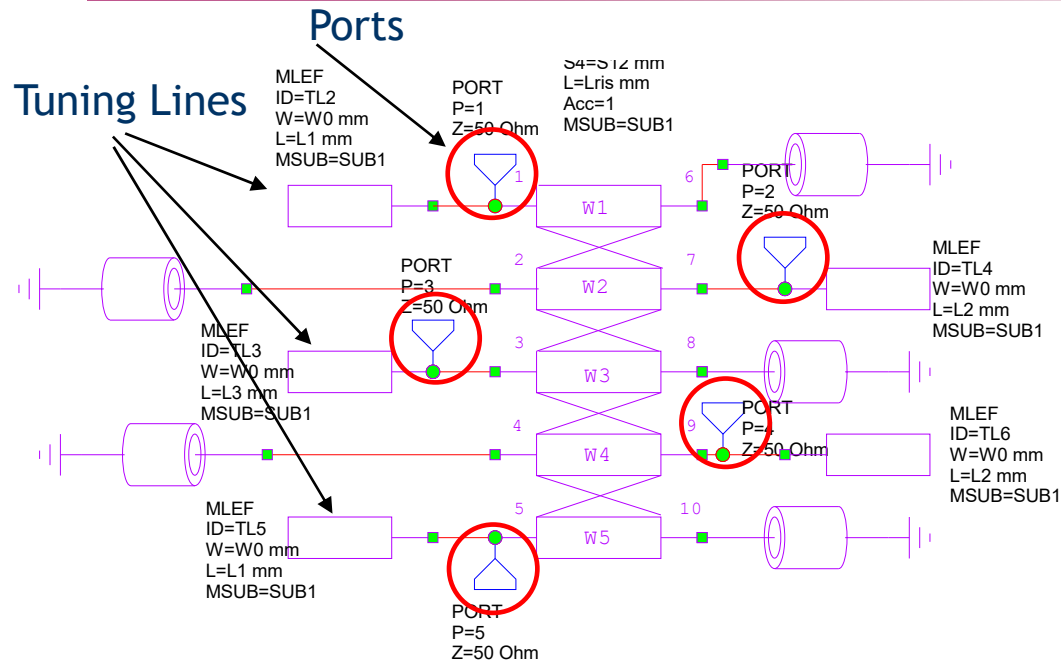 Ports
Tuning Lines
MLEF
ID=TL2
W=W0 mm
L=L1 mm
MSUB=SUB1
PORT
P=1
Z=50 Ohm
S4=S12 mm
L=Lris mm
Acc=1
MSUB=SUB1
1
6
W1
PORT
P=2
Z=50 Ohm
2
7
W2
MLEF
ID=TL4
W=W0 mm
L=L2 mm
MSUB=SUB1
PORT
P=3
Z=50 Ohm
MLEF
ID=TL3
W=W0 mm
L=L3 mm
MSUB=SUB1
3
8
W3
PORT
P=4
Z=50 Ohm
4
9
W4
MLEF
ID=TL6
W=W0 mm
L=L2 mm
MSUB=SUB1
MLEF
ID=TL5
W=W0 mm
L=L1 mm
MSUB=SUB1
5
10
W5
PORT
P=5
Z=50 Ohm